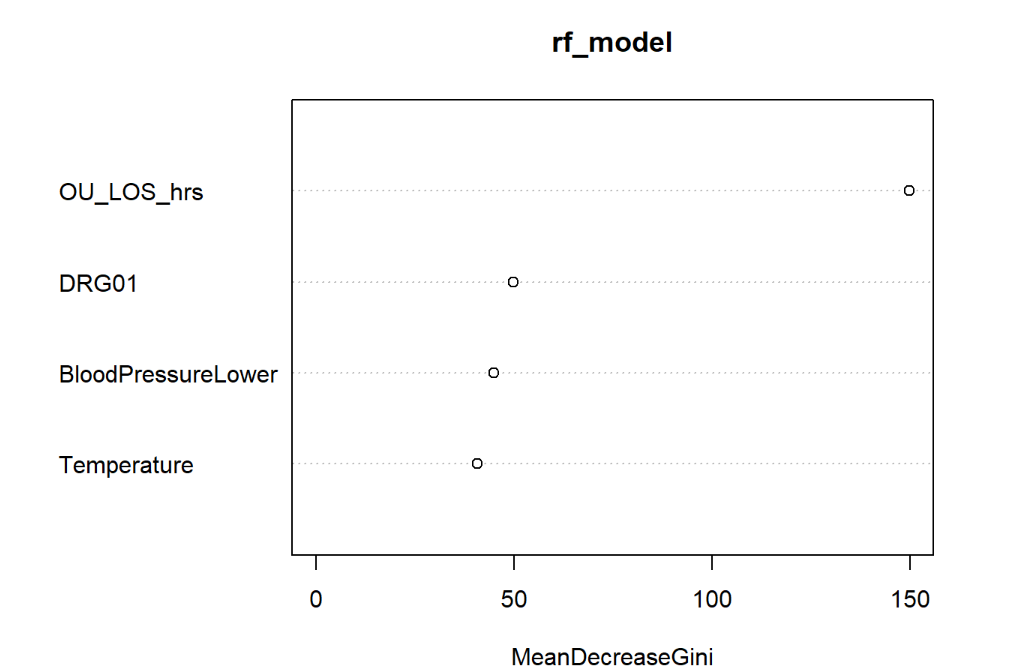 rf_model
OU_LOS_hrs
DRG01
BloodPressureLower
Temperature
0 50 100 150
MeanDecreaseGini